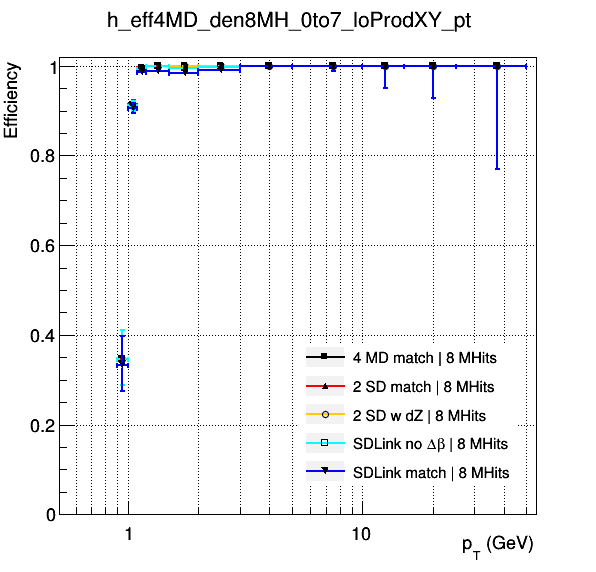 h_eff4MD_den8MH_0to7_loProdXY_pt
Efficiency
1
0.8
0.6
0.4
0.2
0
4 MD match | 8 MHits
2 SD match | 8 MHits
2 SD w dZ | 8 MHits
SDLink no Δβ | 8 MHits
SDLink match | 8 MHits
1
10
p_T (GeV)